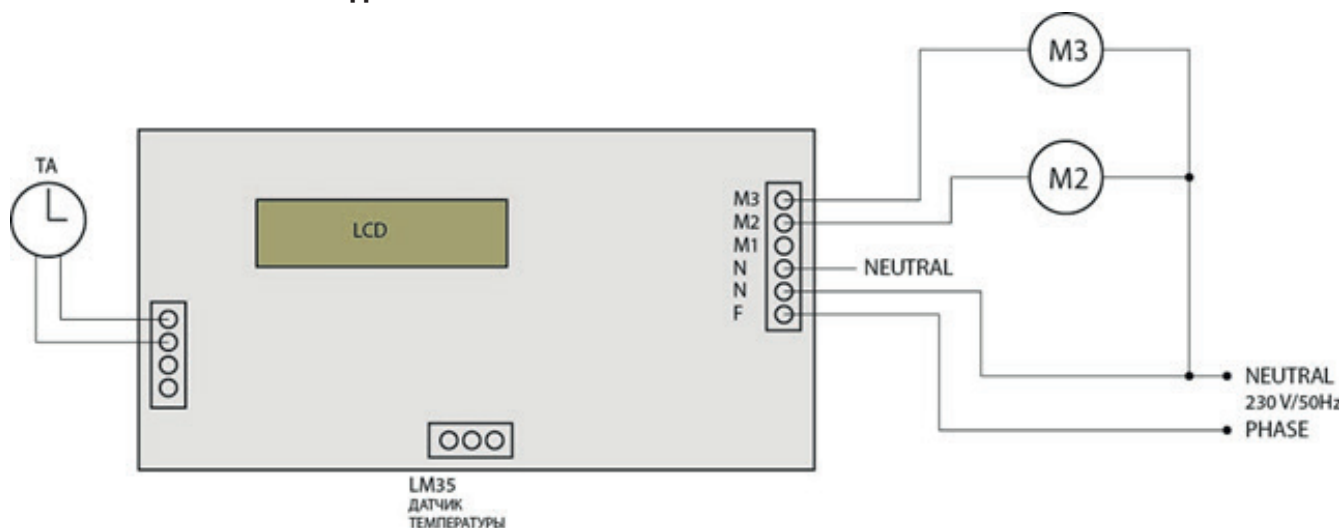 M3
TA
M2
LCD
M3
M2
M1
N
NEUTRAL
N
F
NEUTRAL
230 V/50Hz
PHASE
LM35
ДАТЧИК
ТЕМПЕРАТУРЫ